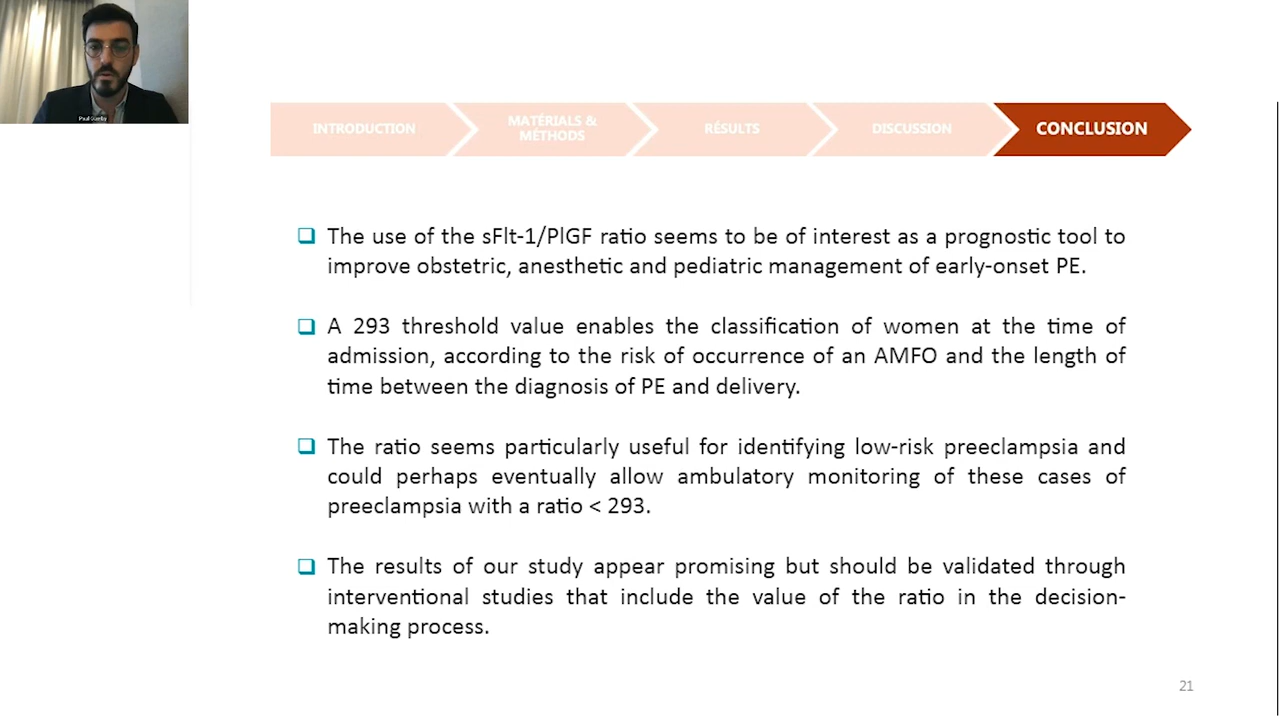 INTRODUCTION
MATÉRIALS &
MÉTHODS
RÉSULTS
DISCUSSION
CONCLUSION
The use of the sFlt-1/PlGF ratio seems to be of interest as a prognostic tool to
improve obstetric, anesthetic and pediatric management of early-onset PE.
A 293 threshold value enables the classification of women at the time of
admission, according to the risk of occurrence of an AMFO and the length of
time between the diagnosis of PE and delivery.
The ratio seems particularly useful for identifying low-risk preeclampsia and
could perhaps eventually allow ambulatory monitoring of these cases of
preeclampsia with a ratio < 293.
The results of our study appear promising but should be validated through
interventional studies that include the value of the ratio in the decision-
making process.
21